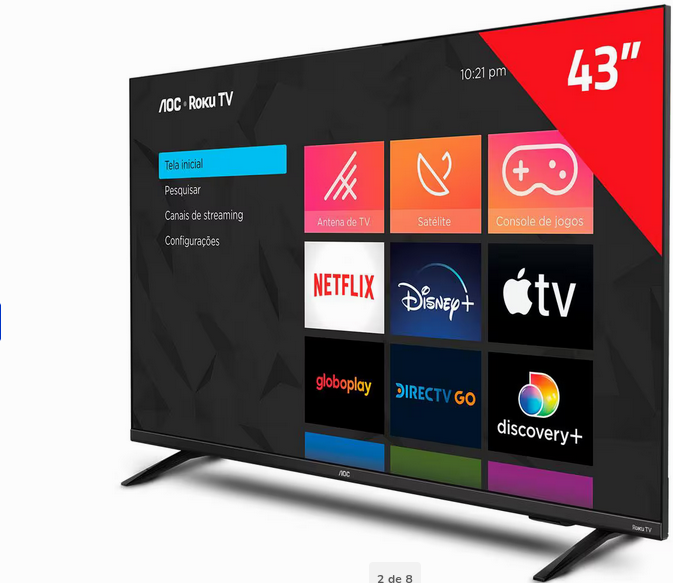 43"
10:21 pm
AOC • Roku TV
Tela inicial
Pesquisar
Canais de streaming
Configurações
Antena de TV
Satélite
Console de jogos
NETFLIX
Disney+
tv
globoplay
DIRECTV GO
discovery+
AOC
Roku TV
2 de 8